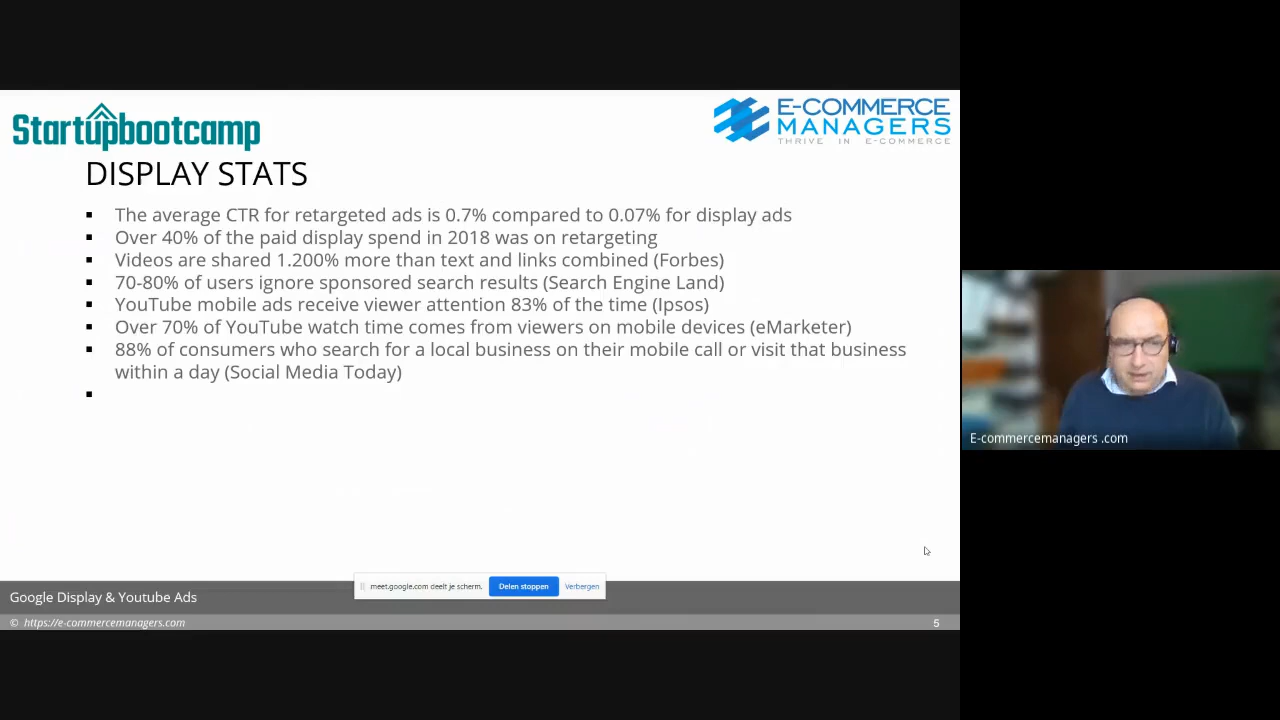 Startupbootcamp
E-COMMERCE
MANAGERS
THRIVE IN E-COMMERCE
DISPLAY STATS
▪ The average CTR for retargeted ads is 0.7% compared to 0.07% for display ads
▪ Over 40% of the paid display spend in 2018 was on retargeting
▪ Videos are shared 1.200% more than text and links combined (Forbes)
▪ 70-80% of users ignore sponsored search results (Search Engine Land)
▪ YouTube mobile ads receive viewer attention 83% of the time (Ipsos)
▪ Over 70% of YouTube watch time comes from viewers on mobile devices (eMarketer)
▪ 88% of consumers who search for a local business on their mobile call or visit that business
within a day (Social Media Today)
▪
E-commercemanagers .com
meet.google.com deelt je scherm. Delen stoppen Verbergen
Google Display & Youtube Ads
© https://e-commercemanagers.com 5